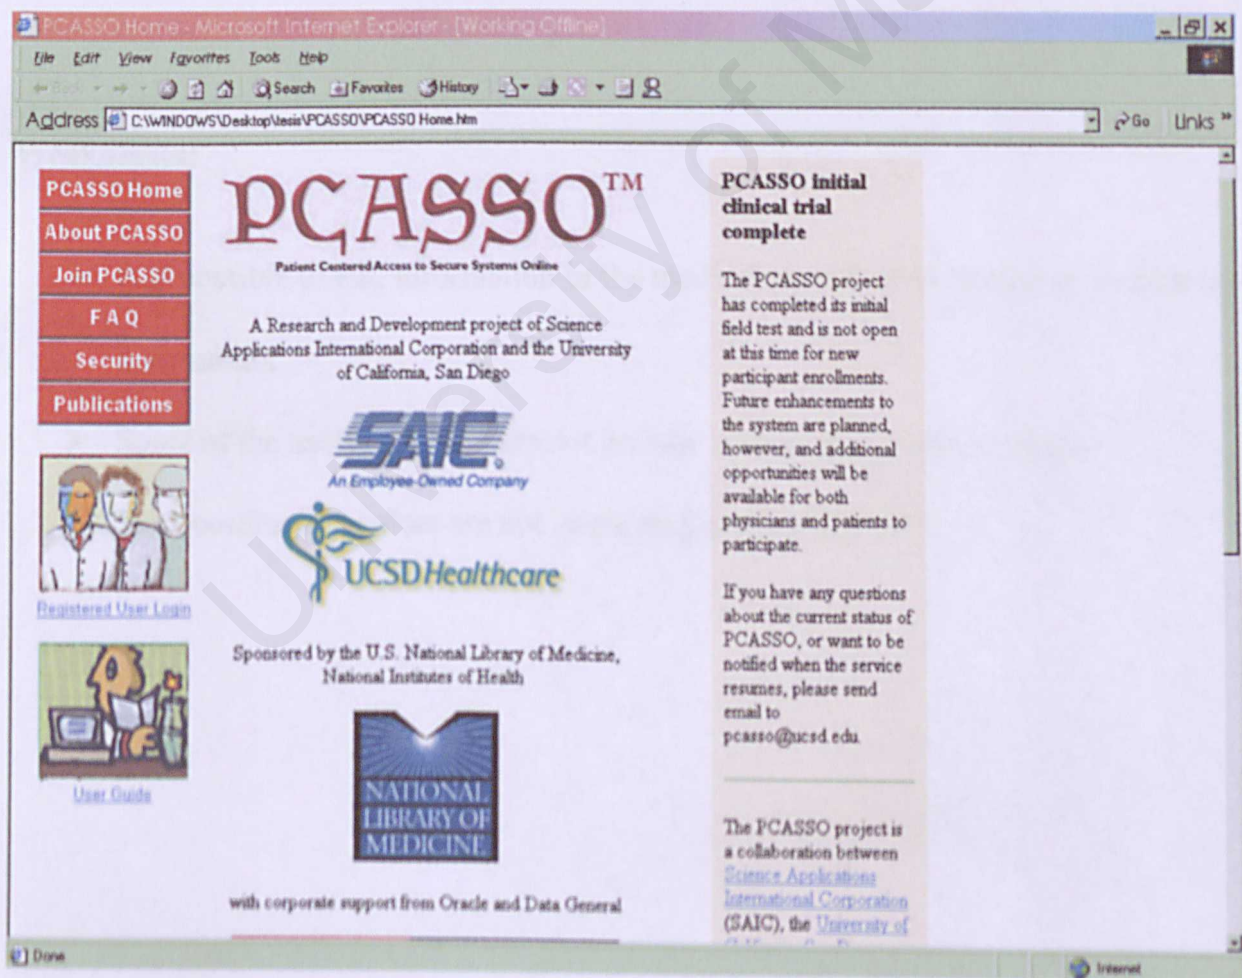 PCASSO Home - Microsoft Internet Explorer - [Working Offline]
File Edit View Favorites Tools Help
Back Search Favorites History
Address C:\WINDOWS\Desktop\tesis\PCASSO\PCASSO Home.htm Go Links »
PCASSO Home
About PCASSO
Join PCASSO
F A Q
Security
Publications
Registered User Login
User Guide
PCASSO™
Patient Centered Access to Secure Systems Online
A Research and Development project of Science
Applications International Corporation and the University
of California, San Diego
SAIC.
An Employee-Owned Company
UCSD Healthcare
Sponsored by the U.S. National Library of Medicine,
National Institutes of Health
NATIONAL
LIBRARY OF
MEDICINE
with corporate support from Oracle and Data General
PCASSO initial
clinical trial
complete
The PCASSO project
has completed its initial
field test and is not open
at this time for new
participant enrollments.
Future enhancements to
the system are planned,
however, and additional
opportunities will be
available for both
physicians and patients to
participate.
If you have any questions
about the current status of
PCASSO, or want to be
notified when the service
resumes, please send
email to
pcasso@ucsd.edu.
The PCASSO project is
a collaboration between
Science Applications
International Corporation
(SAIC), the University of
Done Internet
University of